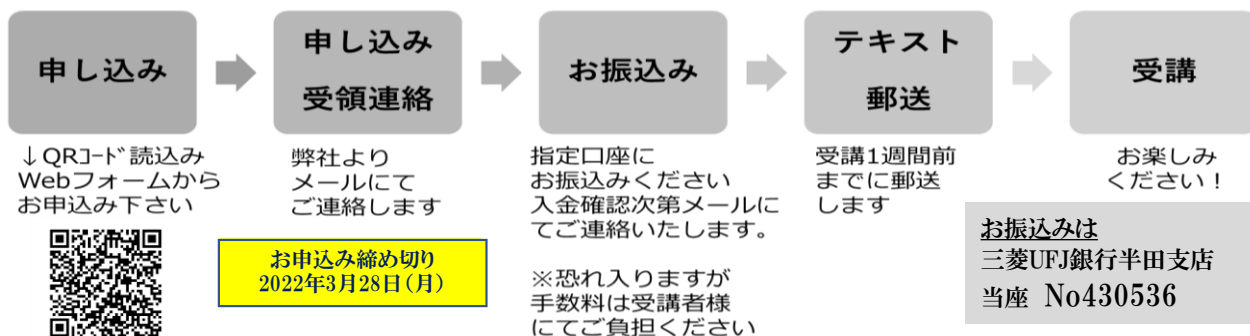 申し込み
申し込み
受領連絡
お振込み
テキスト
郵送
受講
↓QRｺｰﾄﾞ読込み
Webフォームから
お申込み下さい
弊社より
メールにて
ご連絡します
お申込み締め切り
2022年3月28日(月)
指定口座に
お振込みください
入金確認次第メールに
てご連絡いたします。
※恐れ入りますが
手数料は受講者様
にてご負担ください
受講1週間前
までに郵送
します
お楽しみ
ください！
お振込みは
三菱UFJ銀行半田支店
当座 No430536